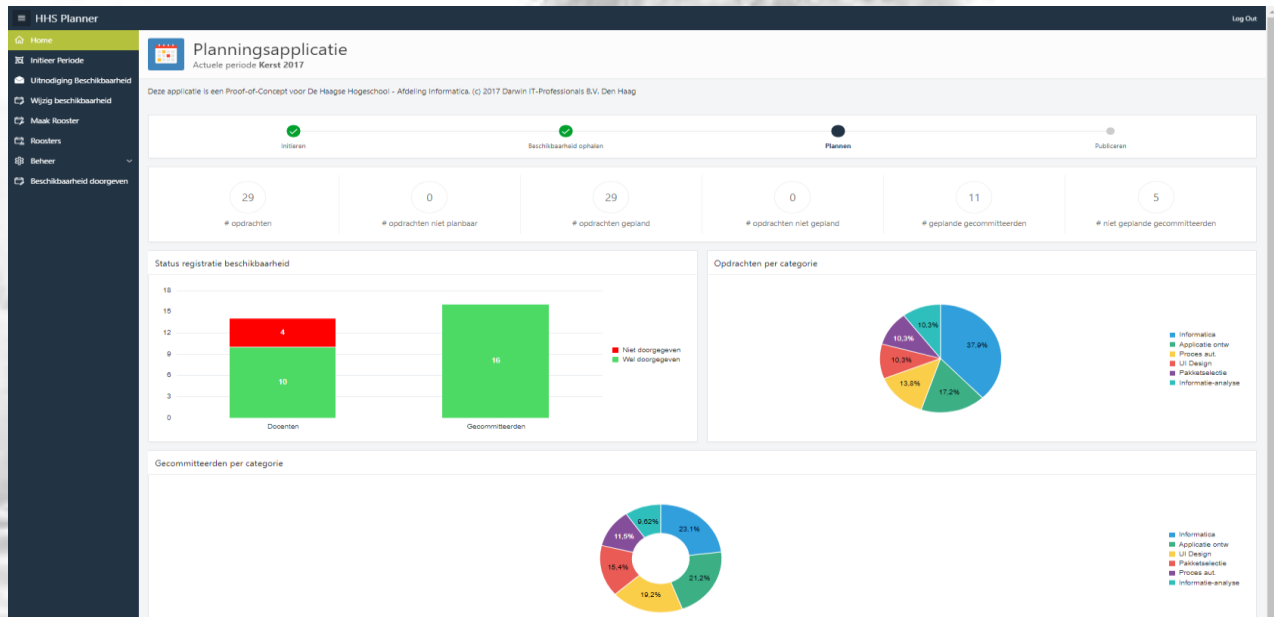 HHS Planner
Log Out
Home
Initieer Periode
Uitnodiging Beschikbaarheid
Wijzig beschikbaarheid
Maak Rooster
Roosters
Beheer
Beschikbaarheid doorgeven
Planningsapplicatie
Actuele periode Kerst 2017
Deze applicatie is een Proof-of-Concept voor De Haagse Hogeschool - Afdeling Informatica. (c) 2017 Darwin IT-Professionals B.V. Den Haag
Initieren
Beschikbaarheid ophalen
Plannen
Publiceren
29
# opdrachten
0
# opdrachten niet planbaar
29
# opdrachten gepland
0
# opdrachten niet gepland
11
# geplande gecommitteerden
5
# niet geplande gecommitteerden
Status registratie beschikbaarheid
18
15
12
9
6
3
0
4
10
16
Docenten
Gecommitteerden
Niet doorgegeven
Wel doorgegeven
Opdrachten per categorie
37,9%
17,2%
13,8%
10,3%
10,3%
10,3%
Informatica
Applicatie ontw
Proces aut.
UI Design
Pakketselectie
Informatie-analyse
Gecommitteerden per categorie
23,1%
21,2%
19,2%
15,4%
11,5%
9,62%
Informatica
Applicatie ontw
UI Design
Pakketselectie
Proces aut.
Informatie-analyse